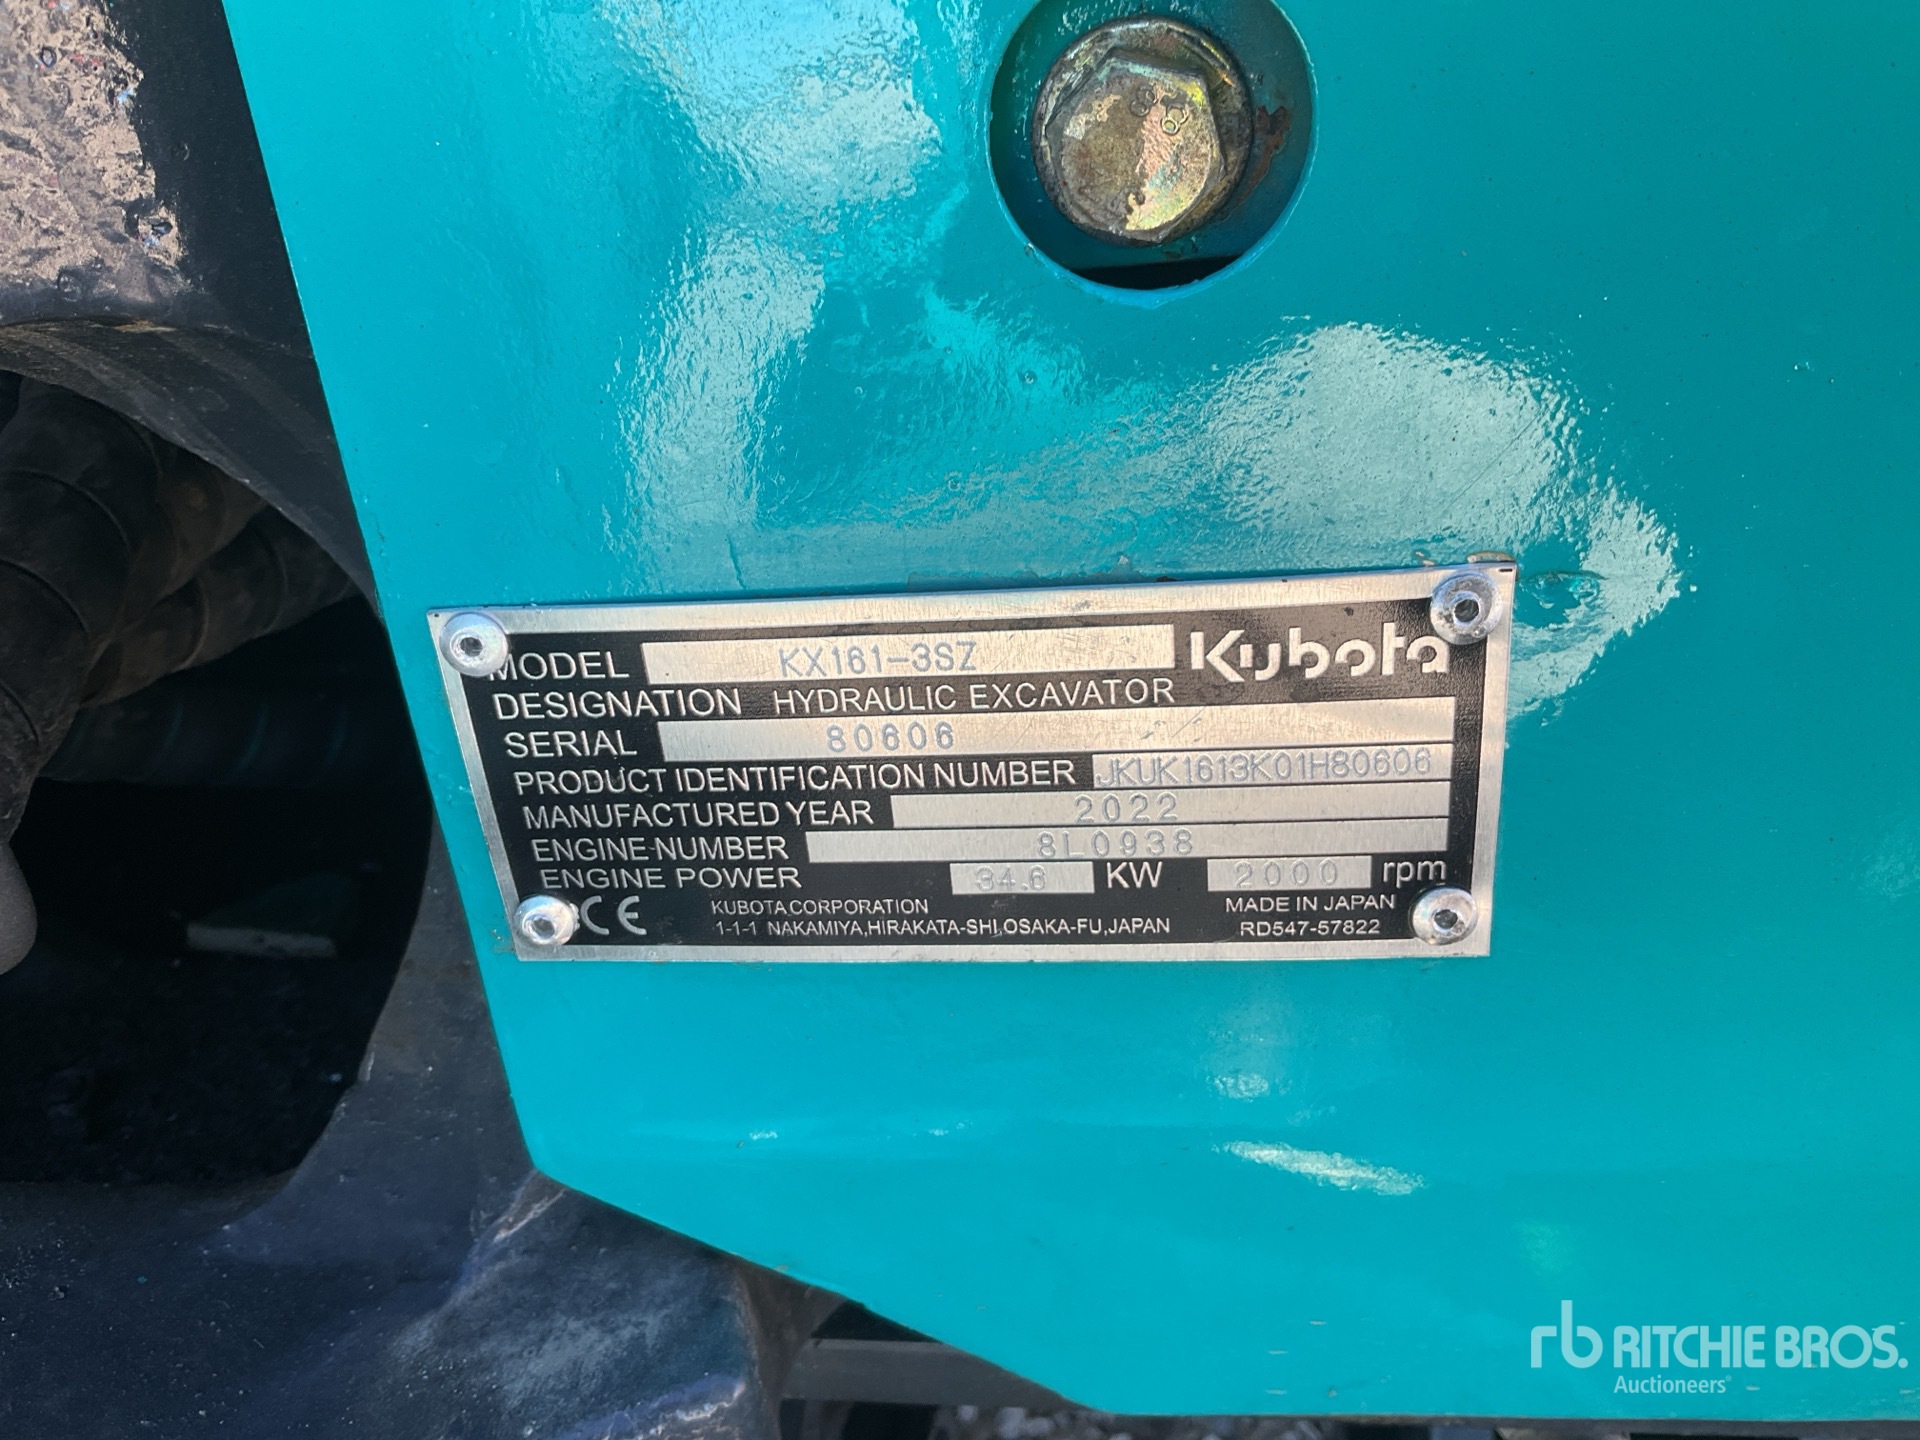 MODEL KX161-3SZ Kubota
DESIGNATION HYDRAULIC EXCAVATOR
SERIAL 80606
PRODUCT IDENTIFICATION NUMBER JKUK1613K01H80606
MANUFACTURED YEAR 2022
ENGINE NUMBER 8L0938
ENGINE POWER 34.6 KW 2000 rpm
CE KUBOTA CORPORATION MADE IN JAPAN
1-1-1 NAKAMIYA,HIRAKATA-SHI,OSAKA-FU,JAPAN RD547-57822
rb RITCHIE BROS.
Auctioneers